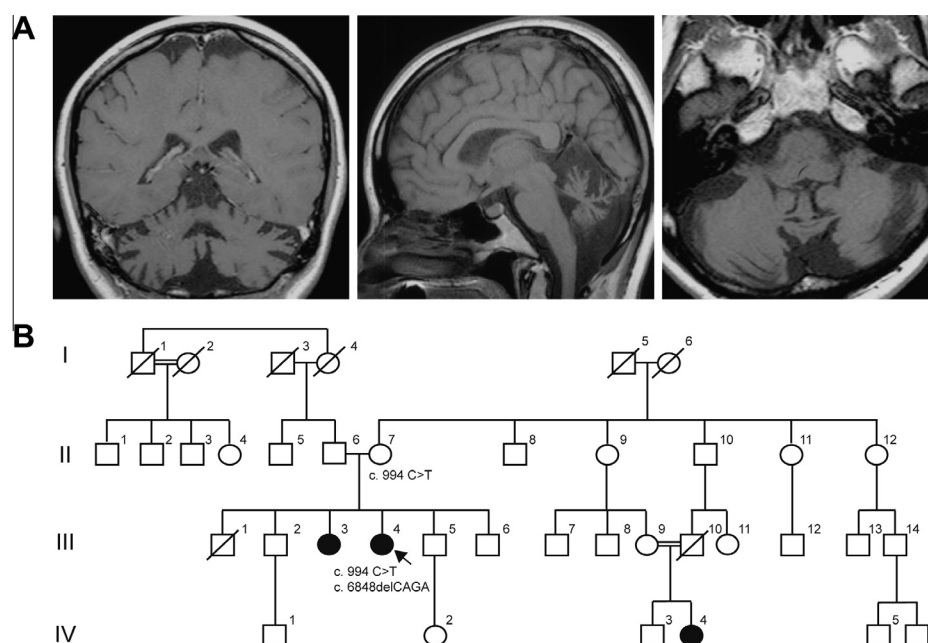 A
B
I
1 2 3 4 5 6
II
1 2 3 4 5 6 7 8 9 10 11 12
c. 994 C>T
III
1 2 3 4 5 6 7 8 9 10 11 12 13 14
c. 994 C>T
c. 6848delCAGA
IV
1 2 3 4 5